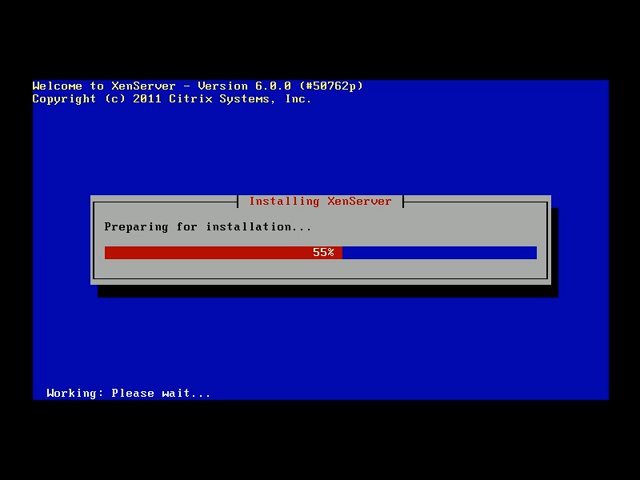 Welcome to XenServer - Version 6.0.0 (#50762p)
Copyright (c) 2011 Citrix Systems, Inc.
Installing XenServer
Preparing for installation...
55%
Working: Please wait...